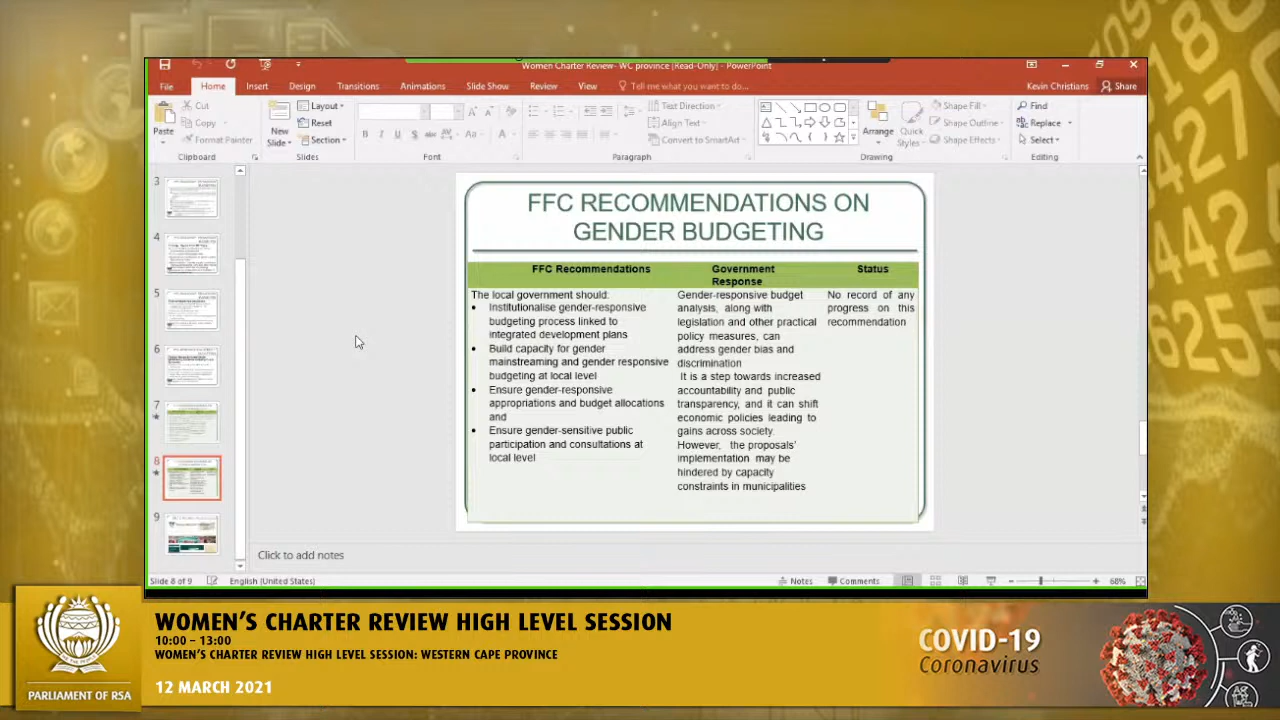 Women Charter Review- WC province [Read-Only] - PowerPoint
File Home Insert Design Transitions Animations Slide Show Review View Tell me what you want to do... Kevin Christians Share
Paste
Cut
Copy
Format Painter
Clipboard
New
Slide
Layout
Reset
Section
Slides
Font
Text Direction
Align Text
Convert to SmartArt
Paragraph
Arrange
Quick
Styles
Shape Fill
Shape Outline
Shape Effects
Drawing
Find
Replace
Select
Editing
3
4
5
6
7
8
9
FFC RECOMMENDATIONS ON
GENDER BUDGETING
FFC Recommendations
The local government should:
• Institutionalise gender-responsive
budgeting process linked to
integrated development plans
• Build capacity for gender
mainstreaming and gender responsive
budgeting at local level
• Ensure gender-responsive
appropriations and budget allocations
and
• Ensure gender-sensitive public
participation and consultations at
local level
Government
Response
Gender-responsive budget
analysis, along with
legislation and other practical
policy measures, can
address gender bias and
discrimination
It is a step towards increased
accountability and public
transparency, and it can shift
economic policies leading to
gains across society.
However, the proposals'
implementation may be
hindered by capacity
constraints in municipalities
Status
No record of any
progress on this
recommendation
Click to add notes
Slide 8 of 9 English (United States) Notes Comments 68%
WOMEN'S CHARTER REVIEW HIGH LEVEL SESSION
10:00 – 13:00
WOMEN'S CHARTER REVIEW HIGH LEVEL SESSION: WESTERN CAPE PROVINCE
12 MARCH 2021
PARLIAMENT OF RSA
COVID-19
Coronavirus